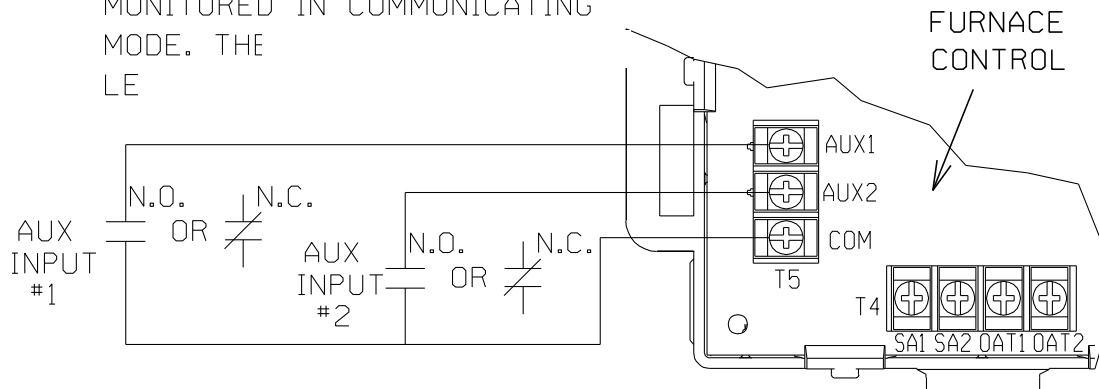 MONITORED IN COMMUNICATING
MODE. THE
LE
FURNACE
CONTROL
AUX1
AUX2
COM
T5
N.O.
OR
N.C.
AUX
INPUT
#1
N.O.
OR
N.C.
AUX
INPUT
#2
T4
SA1 SA2 OAT1 OAT2